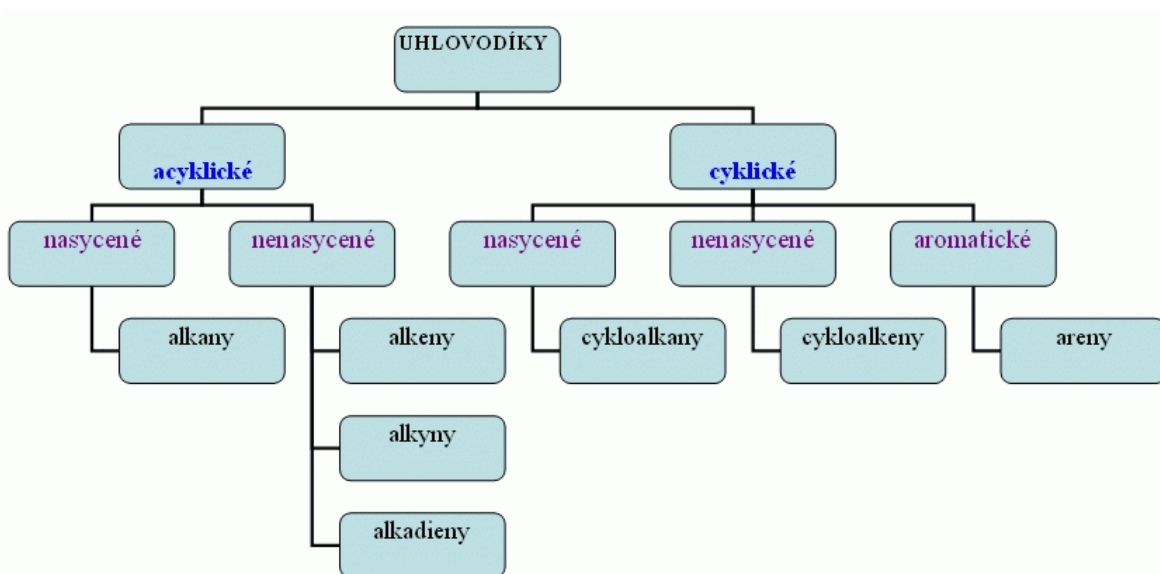 UHLOVODÍKY
acyklické
cyklické
nasycené
nenasycené
nasycené
nenasycené
aromatické
alkany
alkeny
cykloalkany
cykloalkeny
areny
alkyny
alkadieny